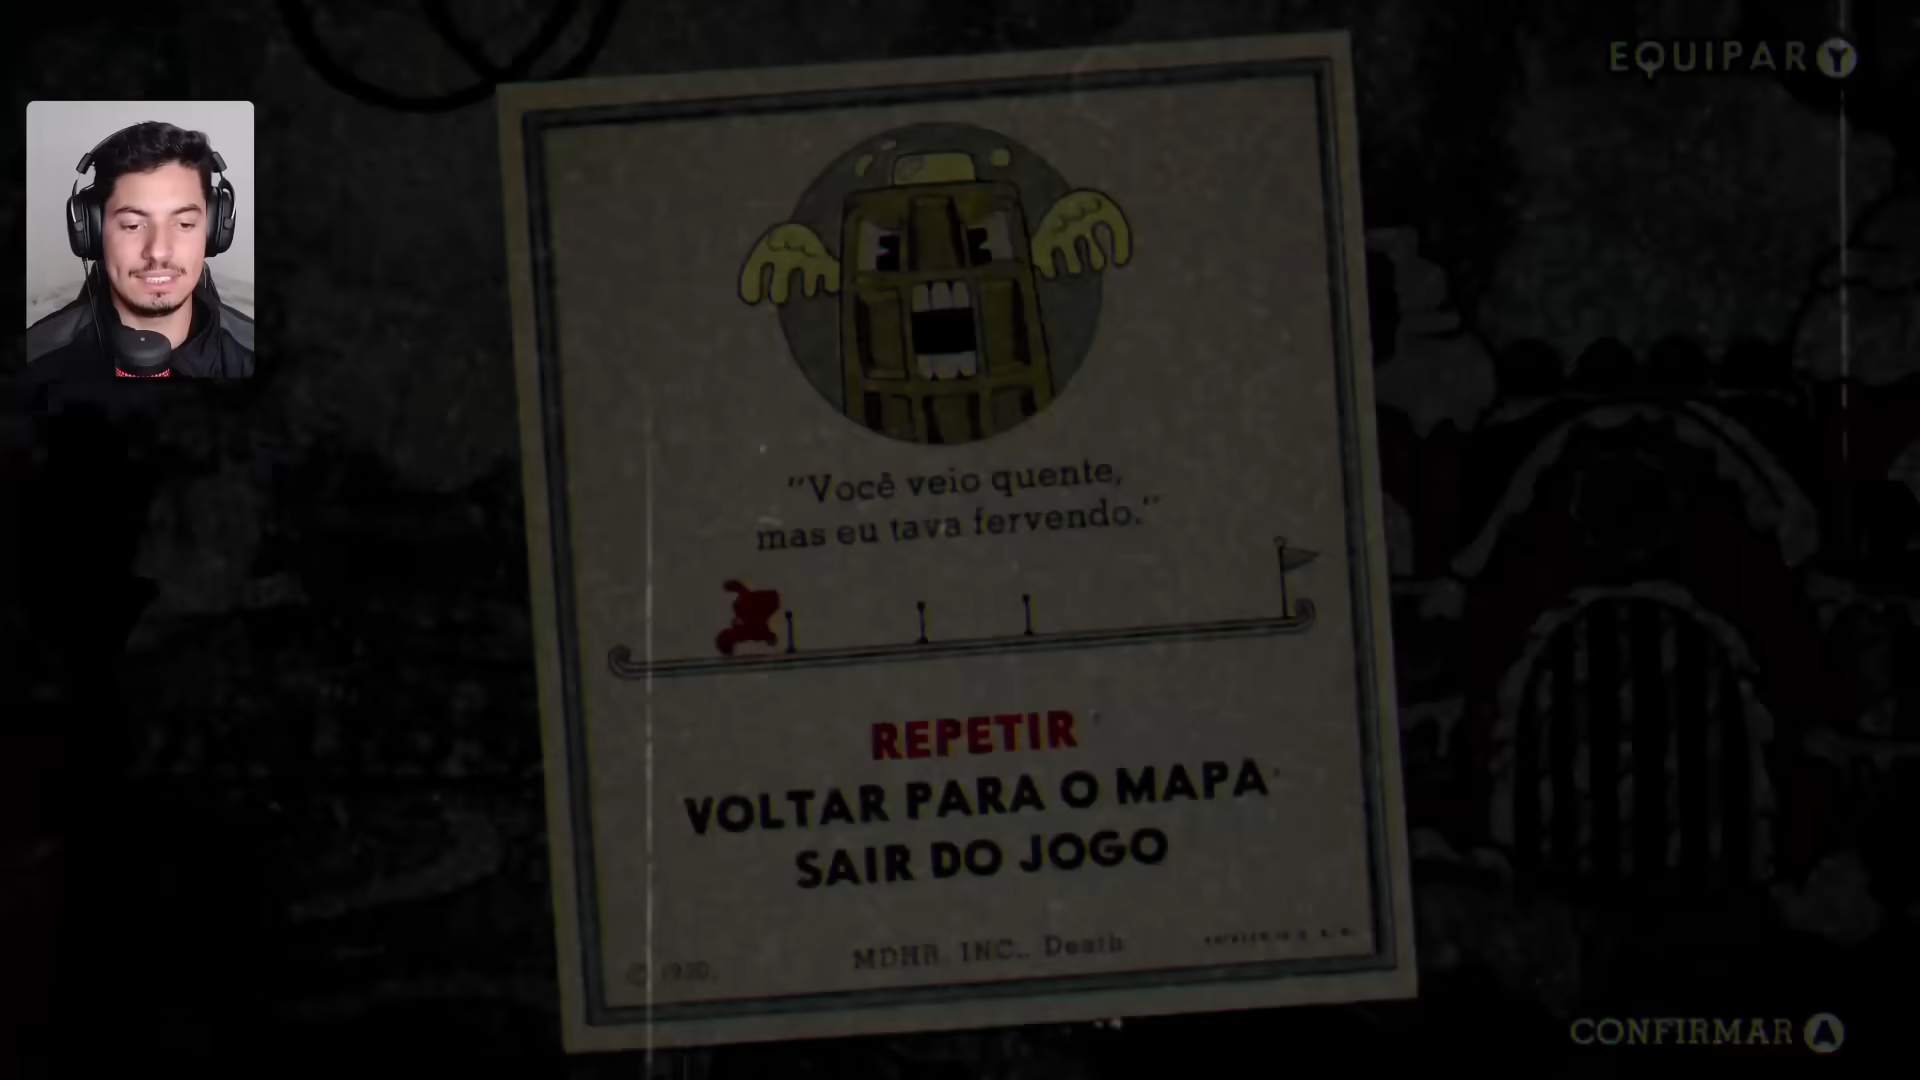 EQUIPAR Y
"Você veio quente,
mas eu tava fervendo."
REPETIR
VOLTAR PARA O MAPA
SAIR DO JOGO
© 1930.
MDHR. INC.. Death
CONFIRMAR A